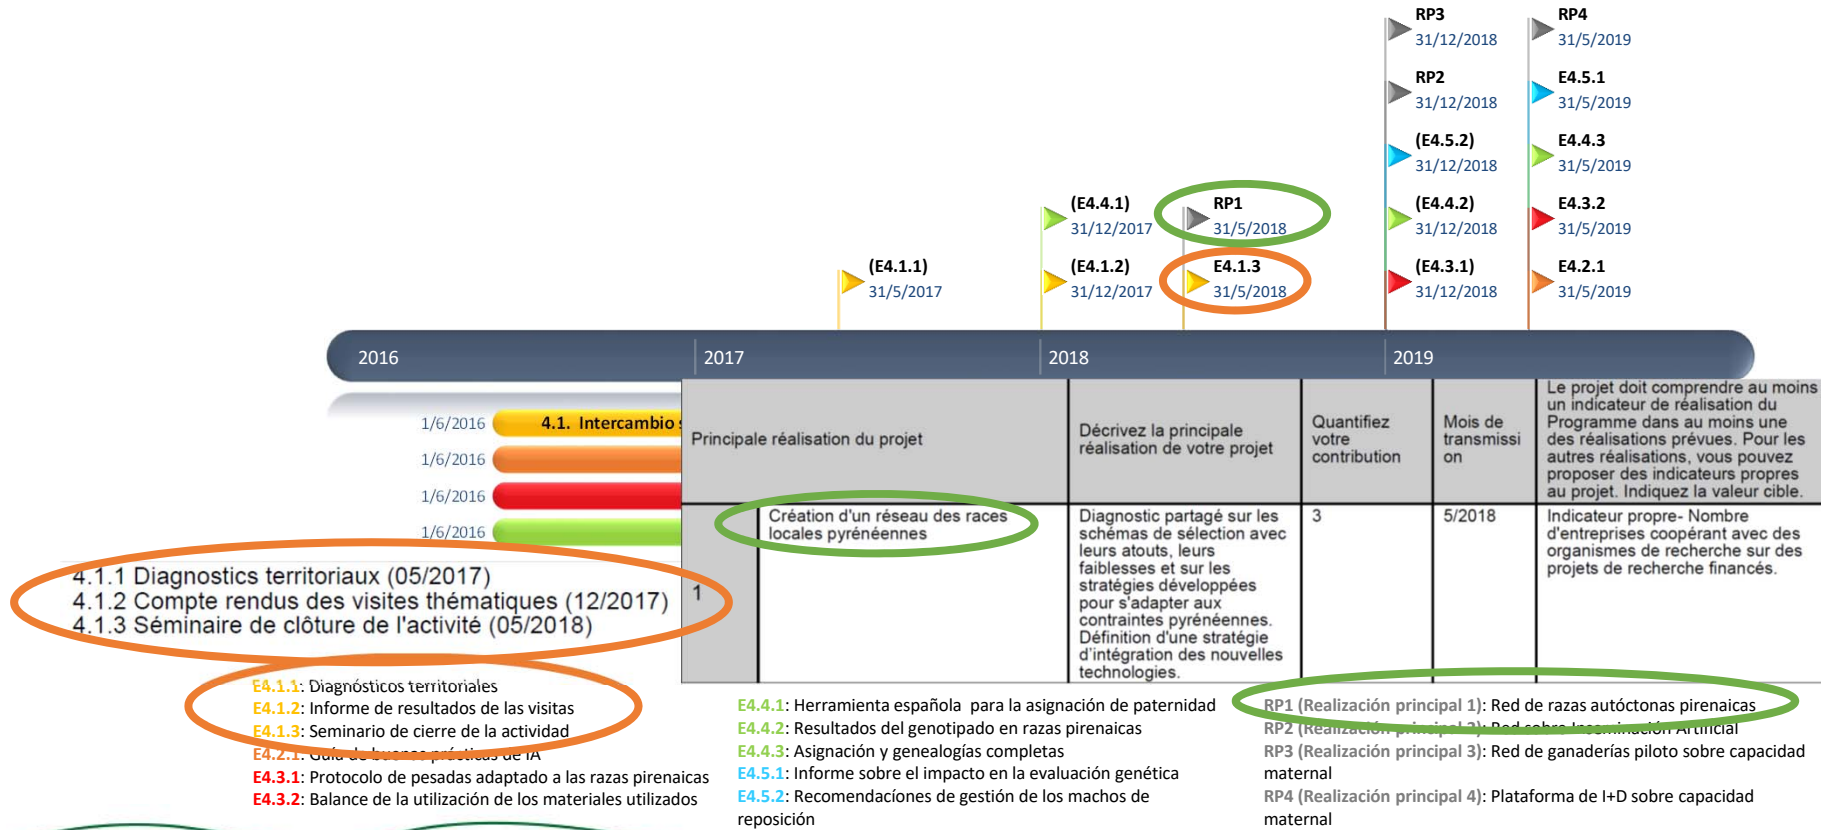 RP3
31/12/2018
RP4
31/5/2019
RP2
31/12/2018
E4.5.1
31/5/2019
(E4.5.2)
31/12/2018
E4.4.3
31/5/2019
(E4.4.1)
31/12/2017
RP1
31/5/2018
(E4.4.2)
31/12/2018
E4.3.2
31/5/2019
(E4.1.1)
31/5/2017
(E4.1.2)
31/12/2017
E4.1.3
31/5/2018
(E4.3.1)
31/12/2018
E4.2.1
31/5/2019
2016
2017
2018
2019
1/6/2016
4.1. Intercambio
1/6/2016
1/6/2016
1/6/2016
Principale réalisation du projet
Décrivez la principale
réalisation de votre projet
Quantifiez
votre
contribution
Mois de
transmissi
on
Le projet doit comprendre au moins
un indicateur de réalisation du
Programme dans au moins une
des réalisations prévues. Pour les
autres réalisations, vous pouvez
proposer des indicateurs propres
au projet. Indiquez la valeur cible.
1
Création d'un réseau des races
locales pyrénéennes
Diagnostic partagé sur les
schémas de sélection avec
leurs atouts, leurs
faiblesses et sur les
stratégies développées
pour s'adapter aux
contraintes pyrénéennes.
Définition d'une stratégie
d'intégration des nouvelles
technologies.
3
5/2018
Indicateur propre- Nombre
d'entreprises coopérant avec des
organismes de recherche sur des
projets de recherche financés.
4.1.1 Diagnostics territoriaux (05/2017)
4.1.2 Compte rendus des visites thématiques (12/2017)
4.1.3 Séminaire de clôture de l'activité (05/2018)
E4.1.1: Diagnósticos territoriales
E4.1.2: Informe de resultados de las visitas
E4.1.3: Seminario de cierre de la actividad
E4.2.1: Guía de buenas prácticas de IA
E4.3.1: Protocolo de pesadas adaptado a las razas pirenaicas
E4.3.2: Balance de la utilización de los materiales utilizados
E4.4.1: Herramienta española para la asignación de paternidad
E4.4.2: Resultados del genotipado en razas pirenaicas
E4.4.3: Asignación y genealogías completas
E4.5.1: Informe sobre el impacto en la evaluación genética
E4.5.2: Recomendacíones de gestión de los machos de
reposición
RP1 (Realización principal 1): Red de razas autóctonas pirenaicas
RP2 (Realización principal 2): Red sobre Inseminación Artificial
RP3 (Realización principal 3): Red de ganaderías piloto sobre capacidad
maternal
RP4 (Realización principal 4): Plataforma de I+D sobre capacidad
maternal